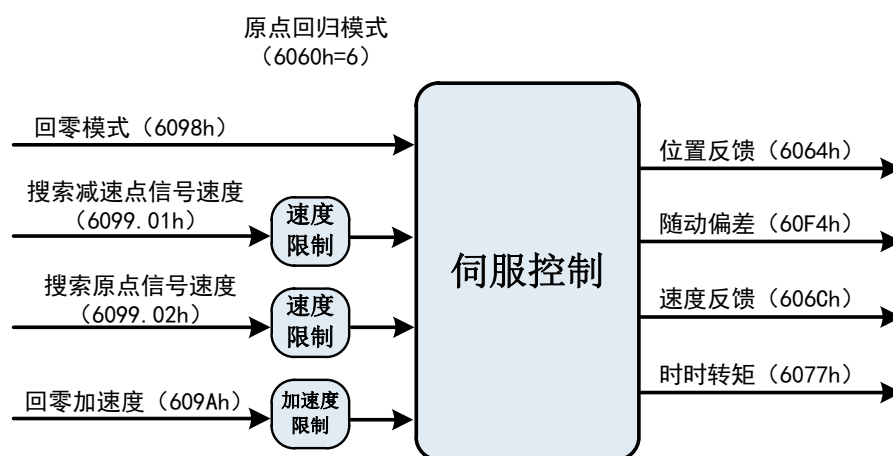 原点回归模式
（6060h=6）
回零模式（6098h）
搜索减速点信号速度
（6099.01h）
速度
限制
搜索原点信号速度
（6099.02h）
速度
限制
回零加速度（609Ah）
加速度
限制
伺服控制
位置反馈（6064h）
随动偏差（60F4h）
速度反馈（606Ch）
时时转矩（6077h）